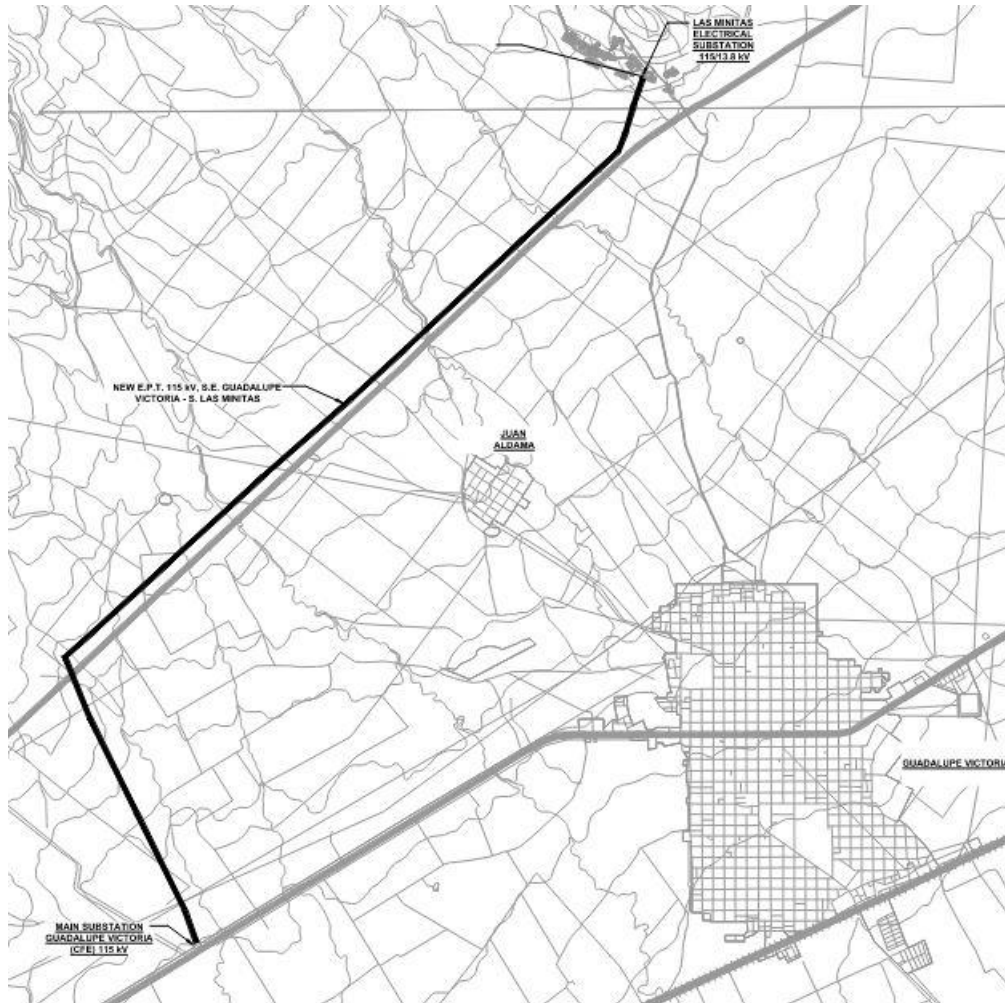 LAS MINITAS
ELECTRICAL
SUBSTATION
115/13.8 kV
NEW E.P.T. 115 kV, S.E. GUADALUPE
VICTORIA - S. LAS MINITAS
JUAN
ALDAMA
GUADALUPE VICTORIA
MAIN SUBSTATION
GUADALUPE VICTORIA
(CFE) 115 kV